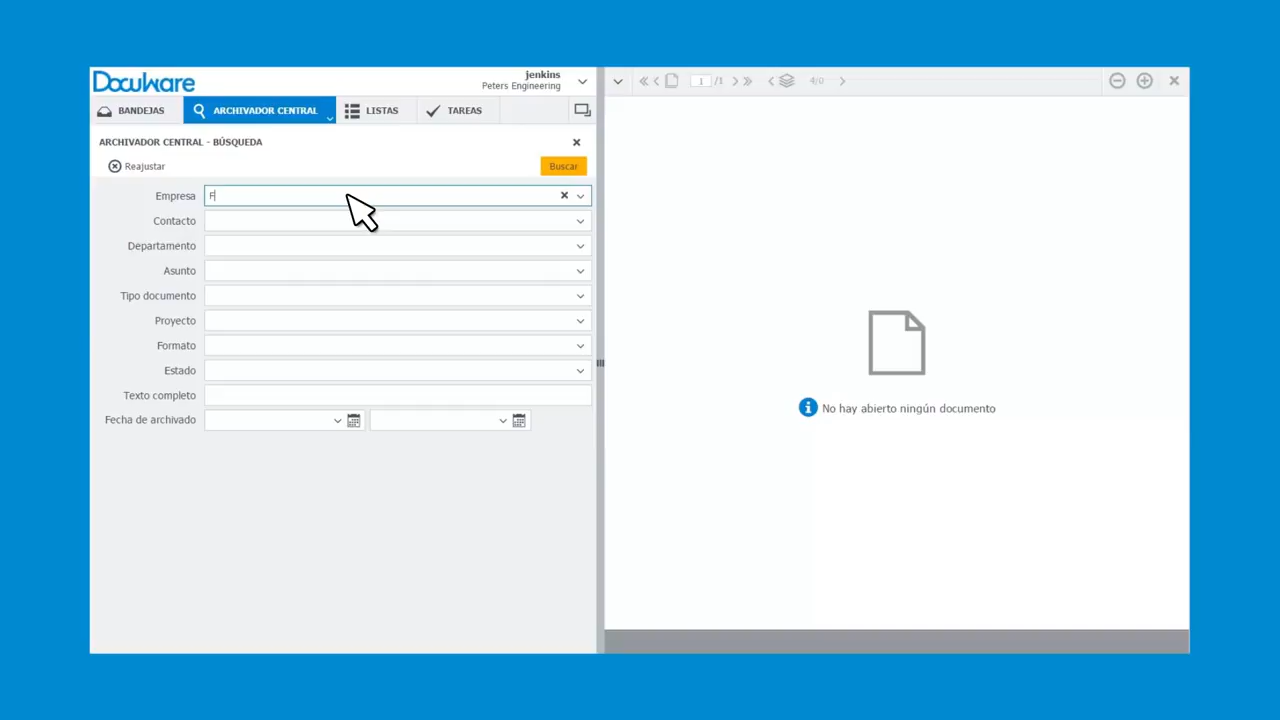 DocuWare
jenkins
Peters Engineering
BANDEJAS
ARCHIVADOR CENTRAL
LISTAS
TAREAS
ARCHIVADOR CENTRAL - BÚSQUEDA
Reajustar
Buscar
Empresa
F
Contacto
Departamento
Asunto
Tipo documento
Proyecto
Formato
Estado
Texto completo
Fecha de archivado
1 /1
4/0
No hay abierto ningún documento